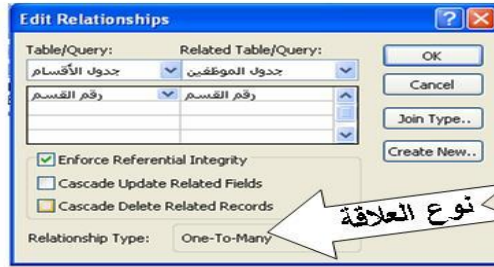 Edit Relationships
Table/Query: Related Table/Query:
جدول الأقسام جدول الموظفين
رقم القسم رقم القسم
Enforce Referential Integrity
Cascade Update Related Fields
Cascade Delete Related Records
Relationship Type: One-To-Many
OK
Cancel
Join Type..
Create New..
نوع العلاقة